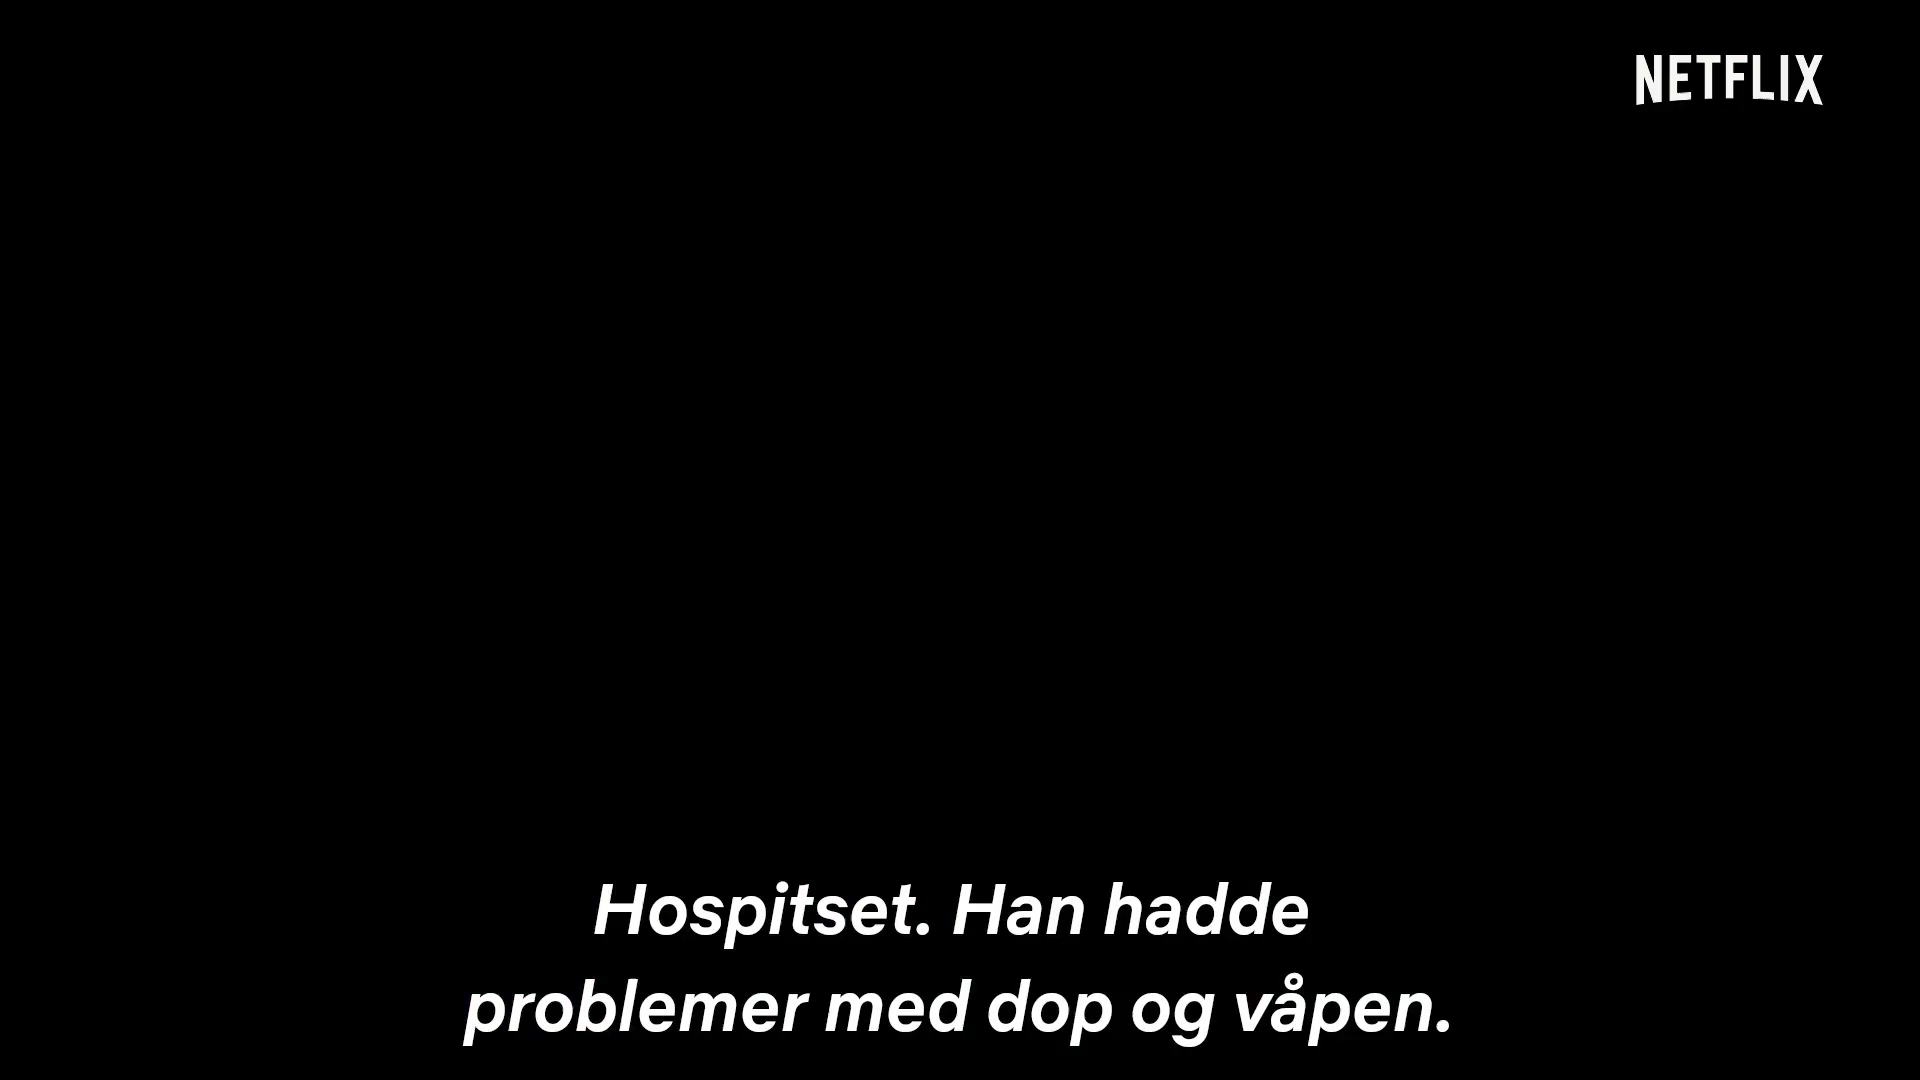 NETFLIX
Hospitset. Han hadde
problemer med dop og våpen.